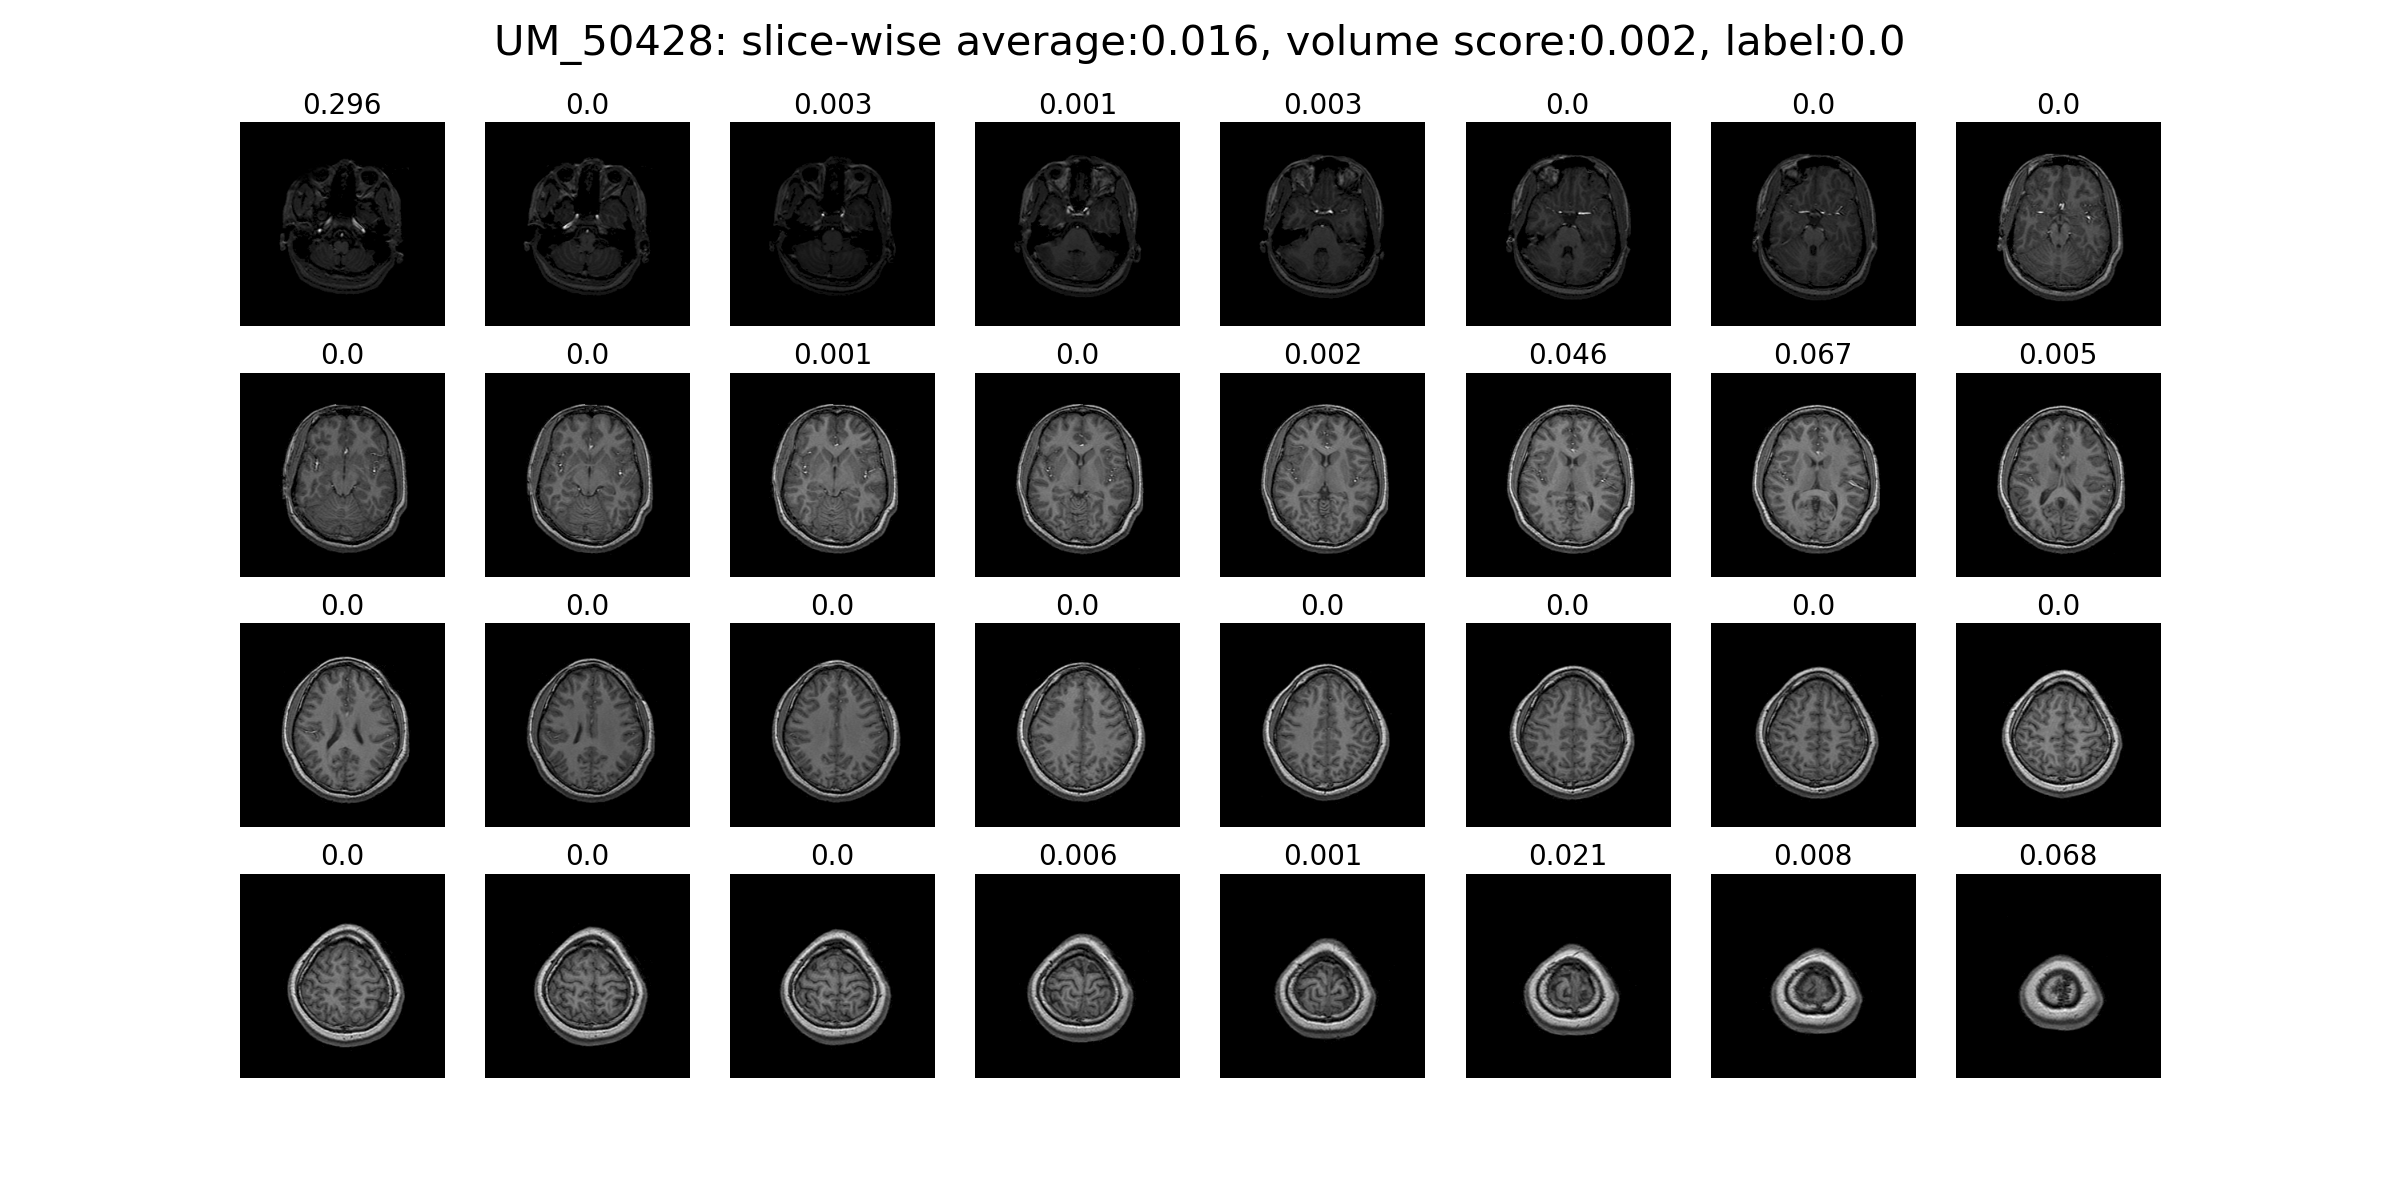 UM_50428: slice-wise average:0.016, volume score:0.002, label:0.0
0.296 0.0 0.003 0.001 0.003 0.0 0.0 0.0
0.0 0.0 0.001 0.0 0.002 0.046 0.067 0.005
0.0 0.0 0.0 0.0 0.0 0.0 0.0 0.0
0.0 0.0 0.0 0.006 0.001 0.021 0.008 0.068